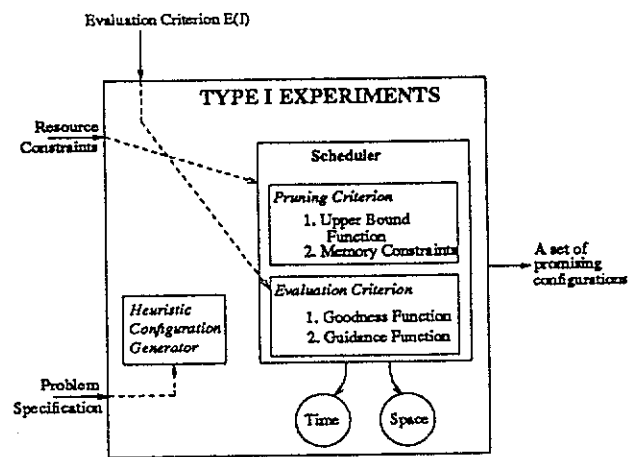 Evaluation Criterion E(I)
TYPE I EXPERIMENTS
Resource
Constraints
Scheduler
Pruning Criterion
1. Upper Bound
Function
2. Memory Constraints
A set of
promising
configurations
Evaluation Criterion
1. Goodness Function
2. Guidance Function
Heuristic
Configuration
Generator
Problem
Specification
Time
Space